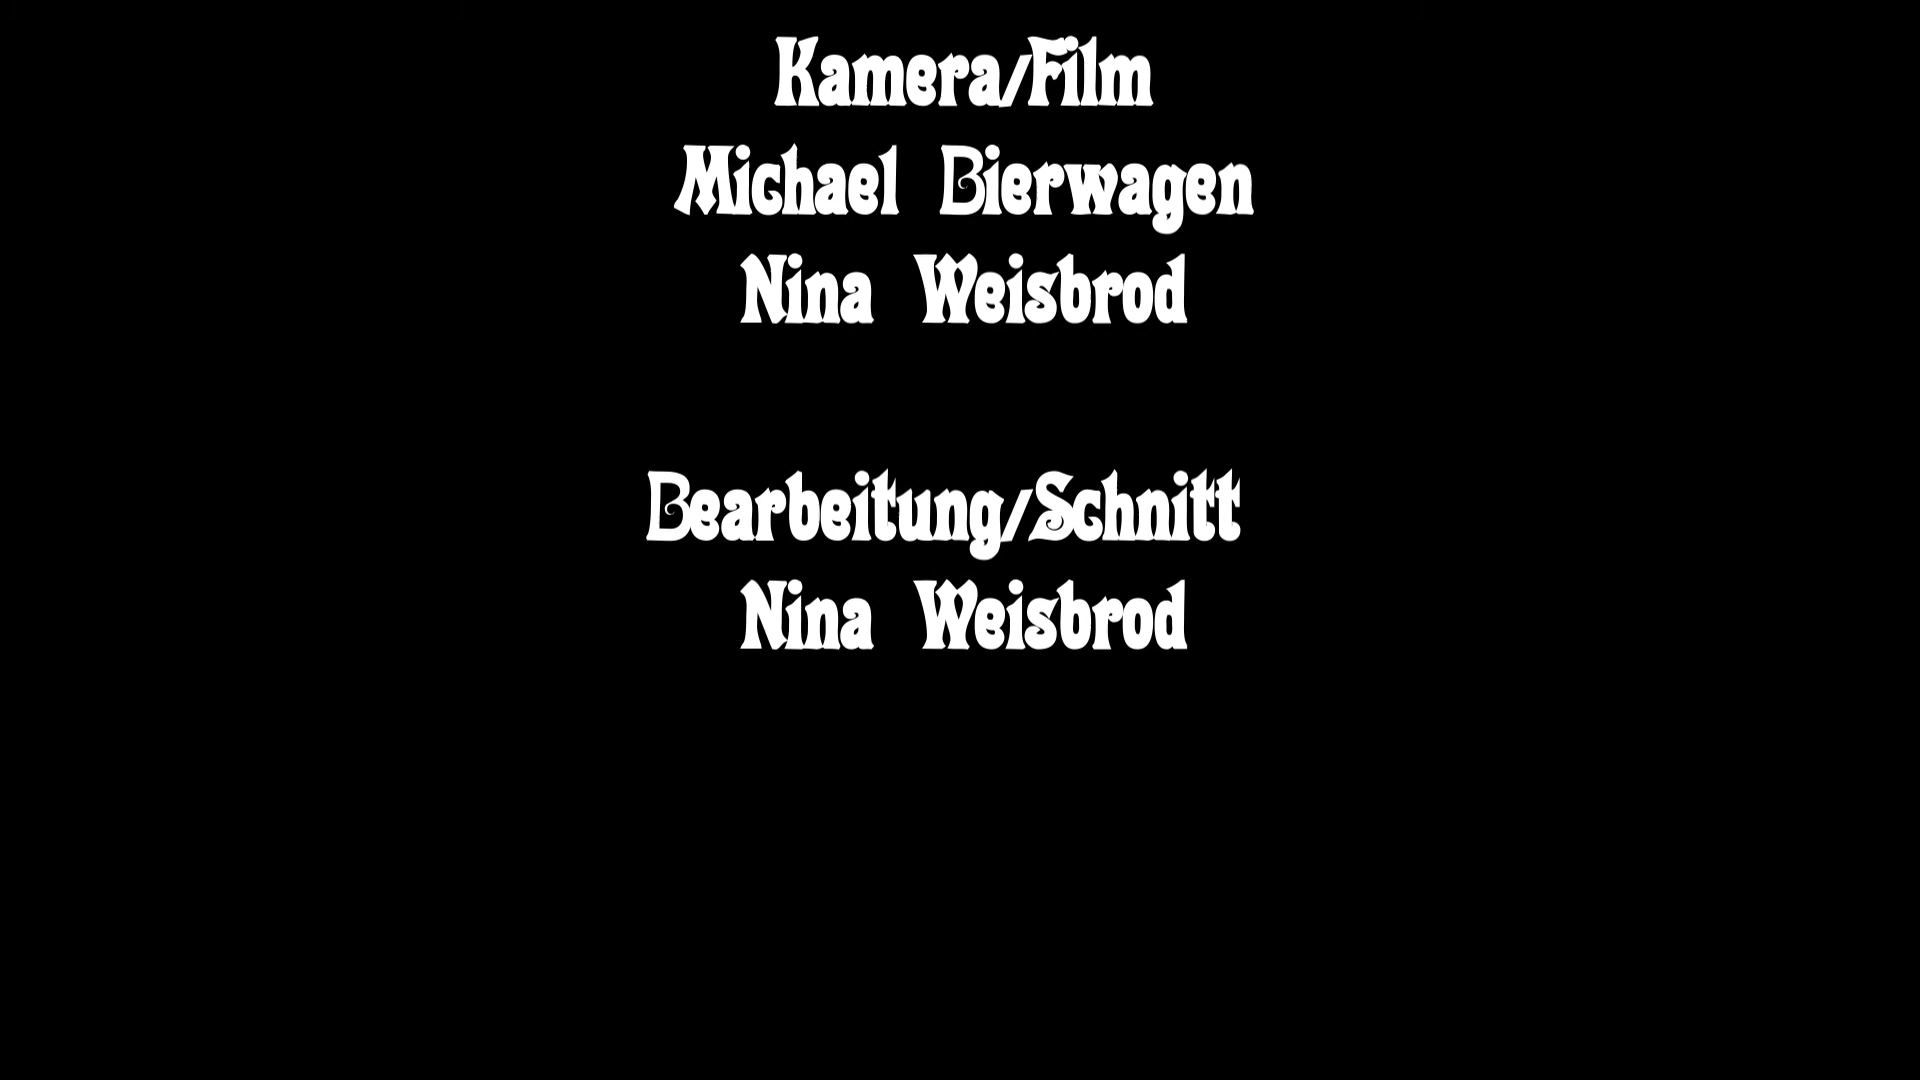 Kamera/Film
Michael Bierwagen
Nina Weisbrod
Bearbeitung/Schnitt
Nina Weisbrod